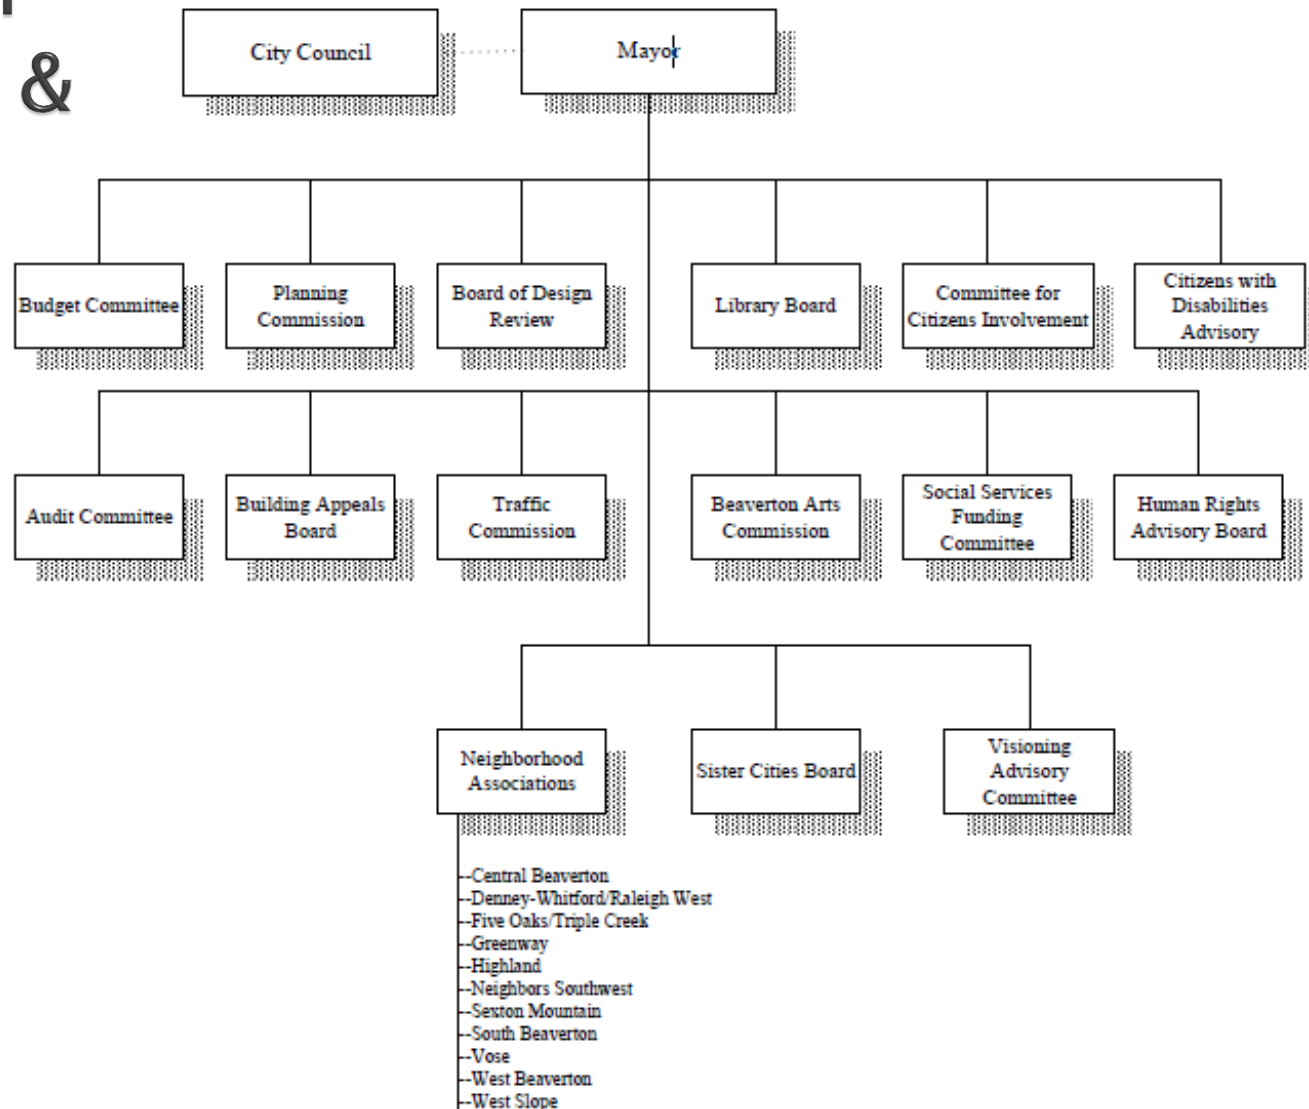 &
City Council
Mayor
Budget Committee
Planning
Commission
Board of Design
Review
Library Board
Committee for
Citizens Involvement
Citizens with
Disabilities
Advisory
Audit Committee
Building Appeals
Board
Traffic
Commission
Beaverton Arts
Commission
Social Services
Funding
Committee
Human Rights
Advisory Board
Neighborhood
Associations
Sister Cities Board
Visioning
Advisory
Committee
--Central Beaverton
--Denney-Whitford/Raleigh West
--Five Oaks/Triple Creek
--Greenway
--Highland
--Neighbors Southwest
--Sexton Mountain
--South Beaverton
--Vose
--West Beaverton
--West Slope